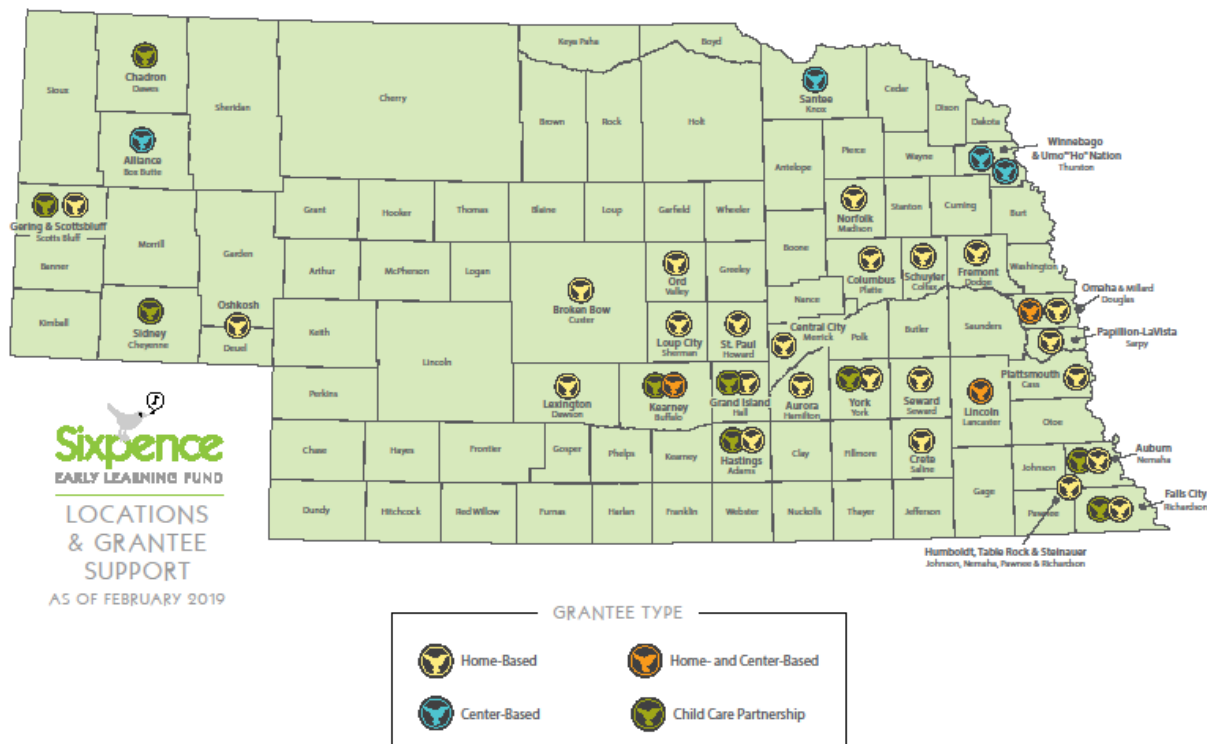 Keya Paha
Boyd
Chadron
Dawes
Sioux
Sheridan
Cherry
Brown
Rock
Holt
Santee
Knox
Cedar
Dixon
Dakota
Alliance
Box Butte
Antelope
Pierce
Wayne
Winnebago
& Umo"Ho" Nation
Thurston
Gering & Scottsbluff
Scotts Bluff
Morrill
Garden
Grant
Hooker
Thomas
Blaine
Loup
Garfield
Wheeler
Norfolk
Madison
Stanton
Cuming
Burt
Banner
Arthur
McPherson
Logan
Ord
Valley
Greeley
Boone
Columbus
Platte
Schuyler
Colfax
Fremont
Dodge
Washington
Kimball
Sidney
Cheyenne
Oshkosh
Deuel
Keith
Lincoln
Broken Bow
Custer
Loup City
Sherman
St. Paul
Howard
Nance
Central City
Merrick
Polk
Butler
Saunders
Omaha & Millard
Douglas
Papillion-LaVista
Sarpy
Perkins
Lexington
Dawson
Kearney
Buffalo
Grand Island
Hall
Aurora
Hamilton
York
York
Seward
Seward
Lincoln
Lancaster
Plattsmouth
Cass
Otoe
Chase
Hayes
Frontier
Gosper
Phelps
Kearney
Hastings
Adams
Clay
Fillmore
Crete
Saline
Gage
Johnson
Auburn
Nemaha
Dundy
Hitchcock
Red Willow
Furnas
Harlan
Franklin
Webster
Nuckolls
Thayer
Jefferson
Pawnee
Falls City
Richardson
Humboldt, Table Rock & Steinauer
Johnson, Nemaha, Pawnee & Richardson
Sixpence
EARLY LEARNING FUND
LOCATIONS
& GRANTEE
SUPPORT
AS OF FEBRUARY 2019
GRANTEE TYPE
Home-Based
Home- and Center-Based
Center-Based
Child Care Partnership